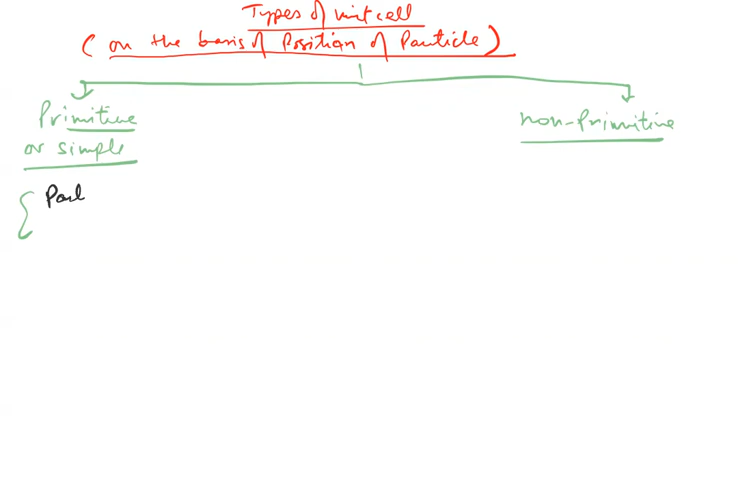 Types of unit cell
(on the basis of Position of Particle)
Primitive
or simple
non-Primitive